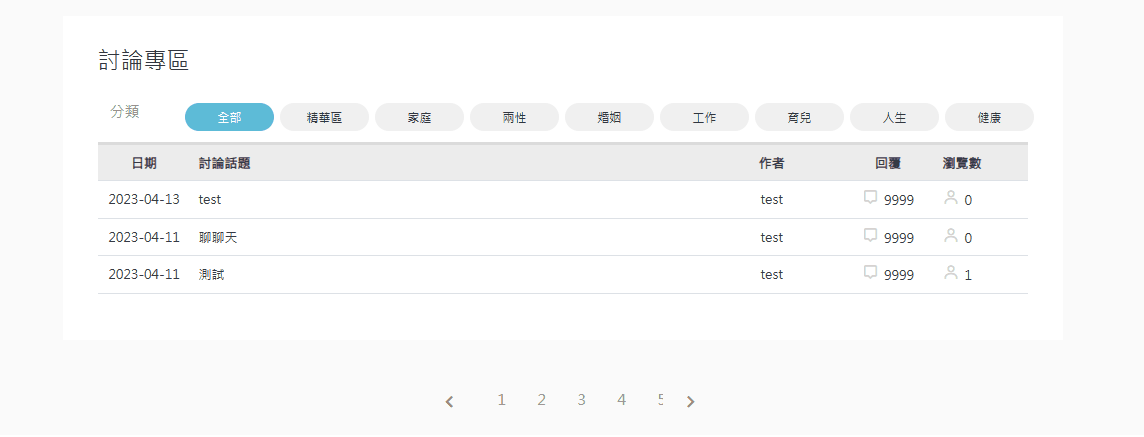 討論專區
分類 全部 精華區 家庭 兩性 婚姻 工作 育兒 人生 健康
日期 討論話題 作者 回覆 瀏覽數
2023-04-13 test test 9999 0
2023-04-11 聊聊天 test 9999 0
2023-04-11 測試 test 9999 1
1 2 3 4 5